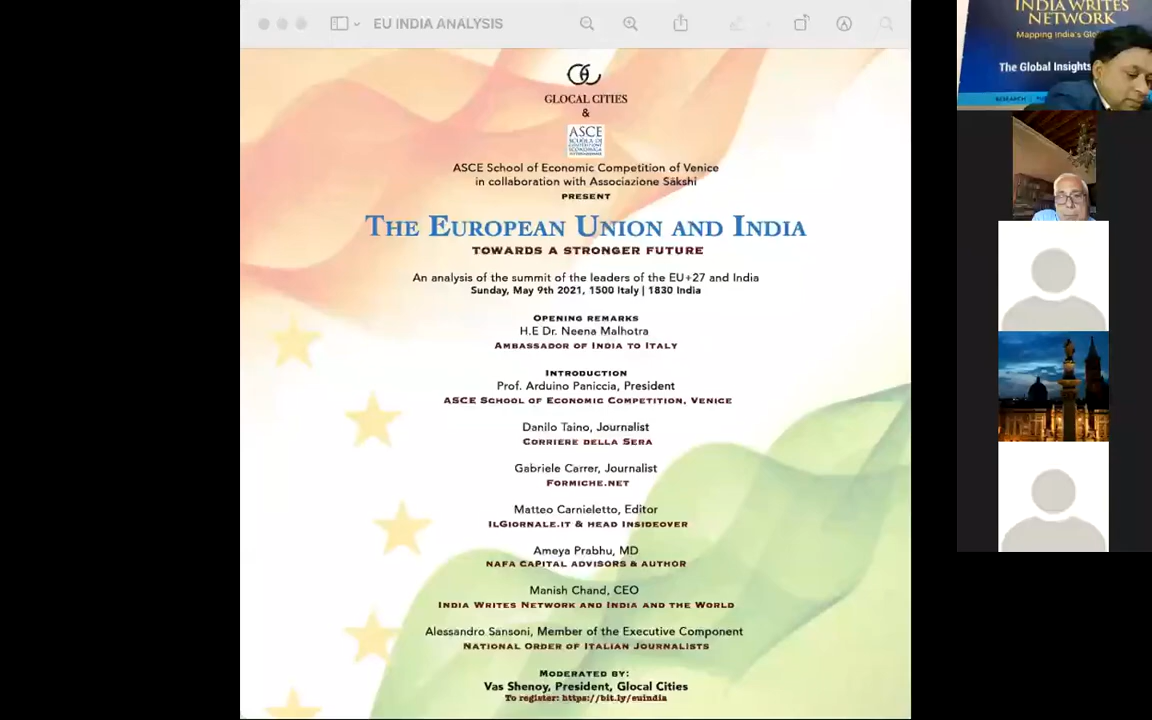 EU INDIA ANALYSIS
GLOCAL CITIES
&
ASCE
ASCE School of Economic Competition of Venice
in collaboration with Associazione Sākshi
PRESENT
THE EUROPEAN UNION AND INDIA
TOWARDS A STRONGER FUTURE
An analysis of the summit of the leaders of the EU+27 and India
Sunday, May 9th 2021, 1500 Italy | 1830 India
OPENING REMARKS
H.E Dr. Neena Malhotra
AMBASSADOR OF INDIA TO ITALY
INTRODUCTION
Prof. Arduino Paniccia, President
ASCE SCHOOL OF ECONOMIC COMPETITION, VENICE
Danilo Taino, Journalist
CORRIERE DELLA SERA
Gabriele Carrer, Journalist
FORMICHE.NET
Matteo Carnieletto, Editor
ILGIORNALE.IT & HEAD INSIDEOVER
Ameya Prabhu, MD
NAFA CAPITAL ADVISORS & AUTHOR
Manish Chand, CEO
INDIA WRITES NETWORK AND INDIA AND THE WORLD
Alessandro Sansoni, Member of the Executive Component
NATIONAL ORDER OF ITALIAN JOURNALISTS
MODERATED BY:
Vas Shenoy, President, Glocal Cities
To register: https://bit.ly/euindia
INDIA WRITES
NETWORK
Mapping India's
The Global Insights